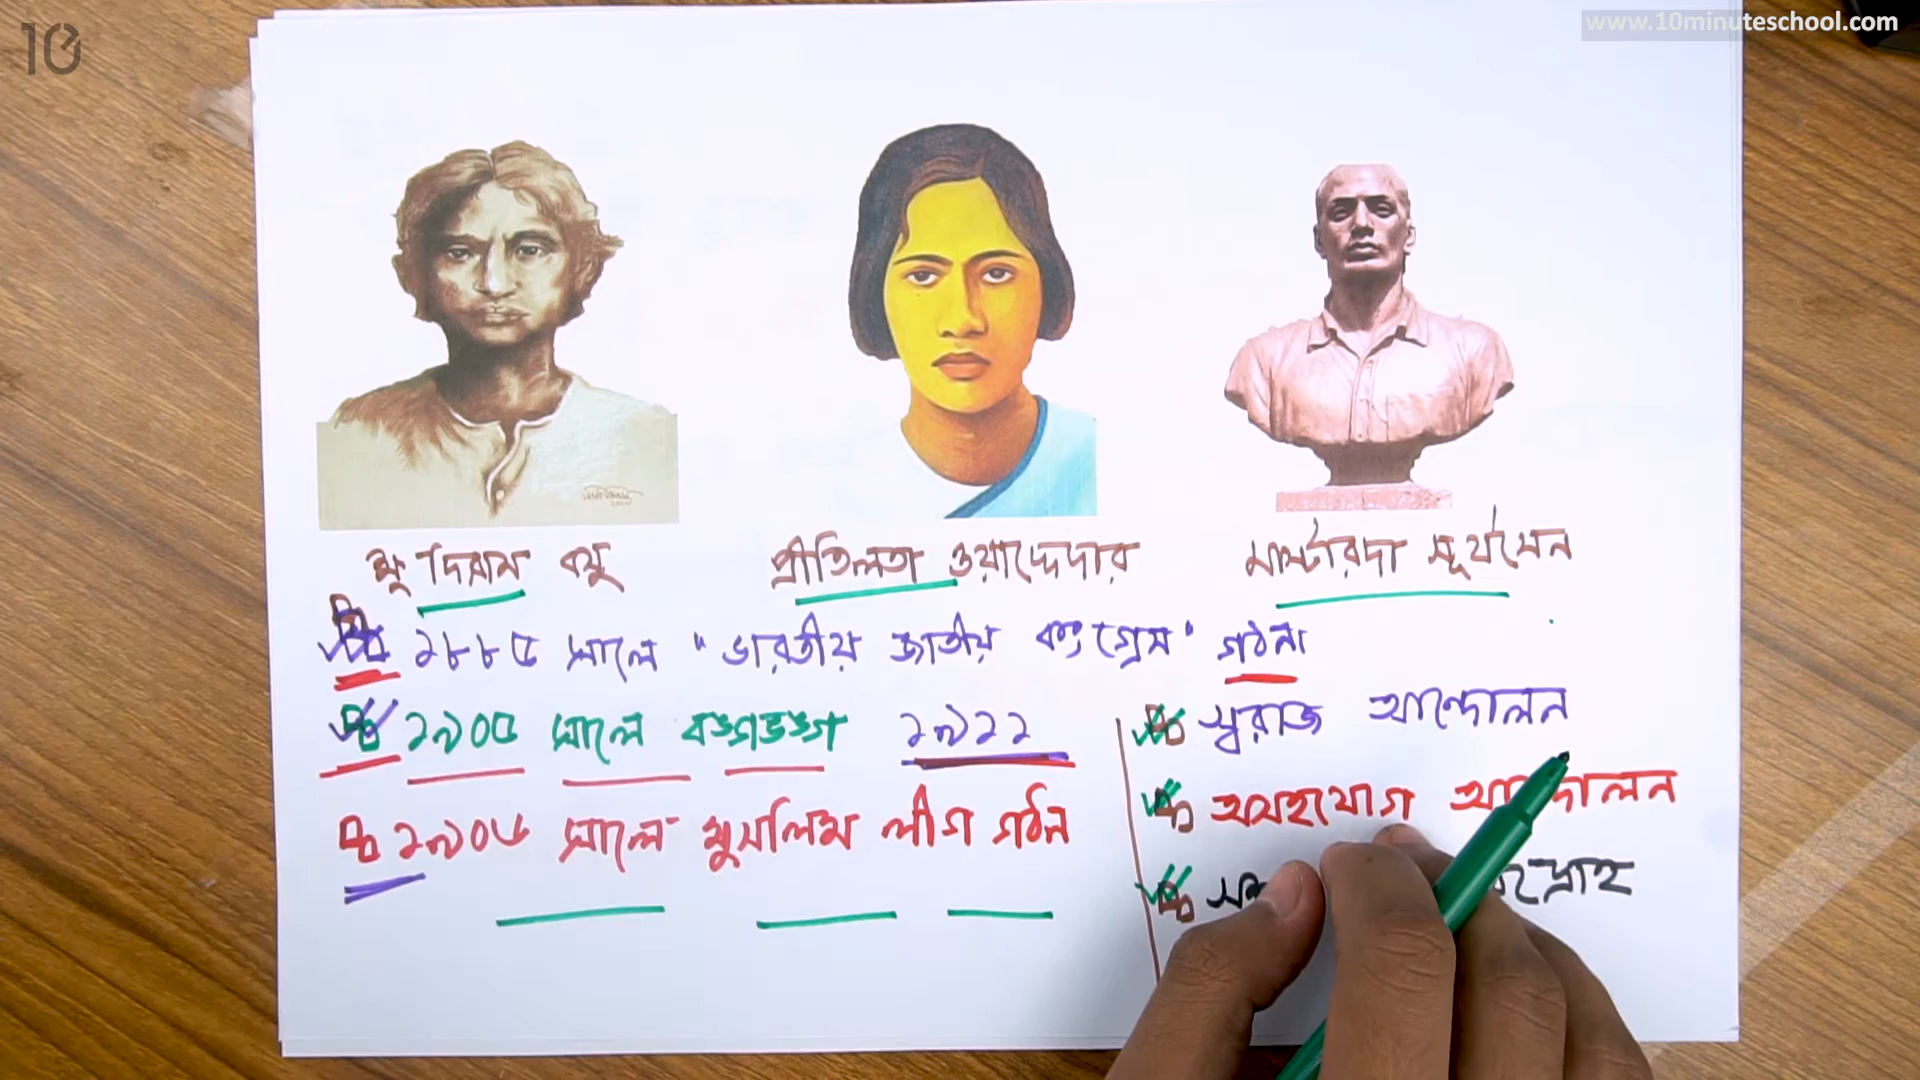 10
www.10minuteschool.com
ক্ষুদিরাম বসু
প্রীতিলতা ওয়াদ্দেদার
মাস্টারদা সূর্যসেন
১৮৮৫ সালে "ভারতীয় জাতীয় কংগ্রেস" গঠন।
১৯০৫ সালে বঙ্গভঙ্গ ১৯১১
১৯০৬ সালে মুসলিম লীগ গঠন
স্বরাজ আন্দোলন
অসহযোগ আন্দোলন